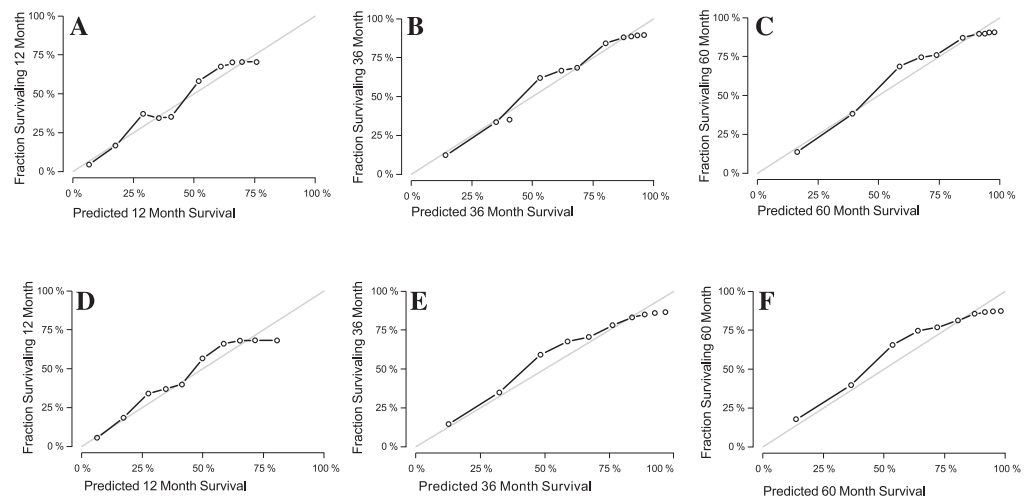 A
Fraction Survivaling 12 Month
100 %
75 %
50 %
25 %
0 %
0 % 25 % 50 % 75 % 100 %
Predicted 12 Month Survival
B
Fraction Survivaling 36 Month
100 %
75 %
50 %
25 %
0 %
0 % 25 % 50 % 75 % 100 %
Predicted 36 Month Survival
C
Fraction Survivaling 60 Month
100 %
75 %
50 %
25 %
0 %
0 % 25 % 50 % 75 % 100 %
Predicted 60 Month Survival
D
Fraction Survivaling 12 Month
100 %
75 %
50 %
25 %
0 %
0 % 25 % 50 % 75 % 100 %
Predicted 12 Month Survival
E
Fraction Survivaling 36 Month
100 %
75 %
50 %
25 %
0 %
0 % 25 % 50 % 75 % 100 %
Predicted 36 Month Survival
F
Fraction Survivaling 60 Month
100 %
75 %
50 %
25 %
0 %
0 % 25 % 50 % 75 % 100 %
Predicted 60 Month Survival